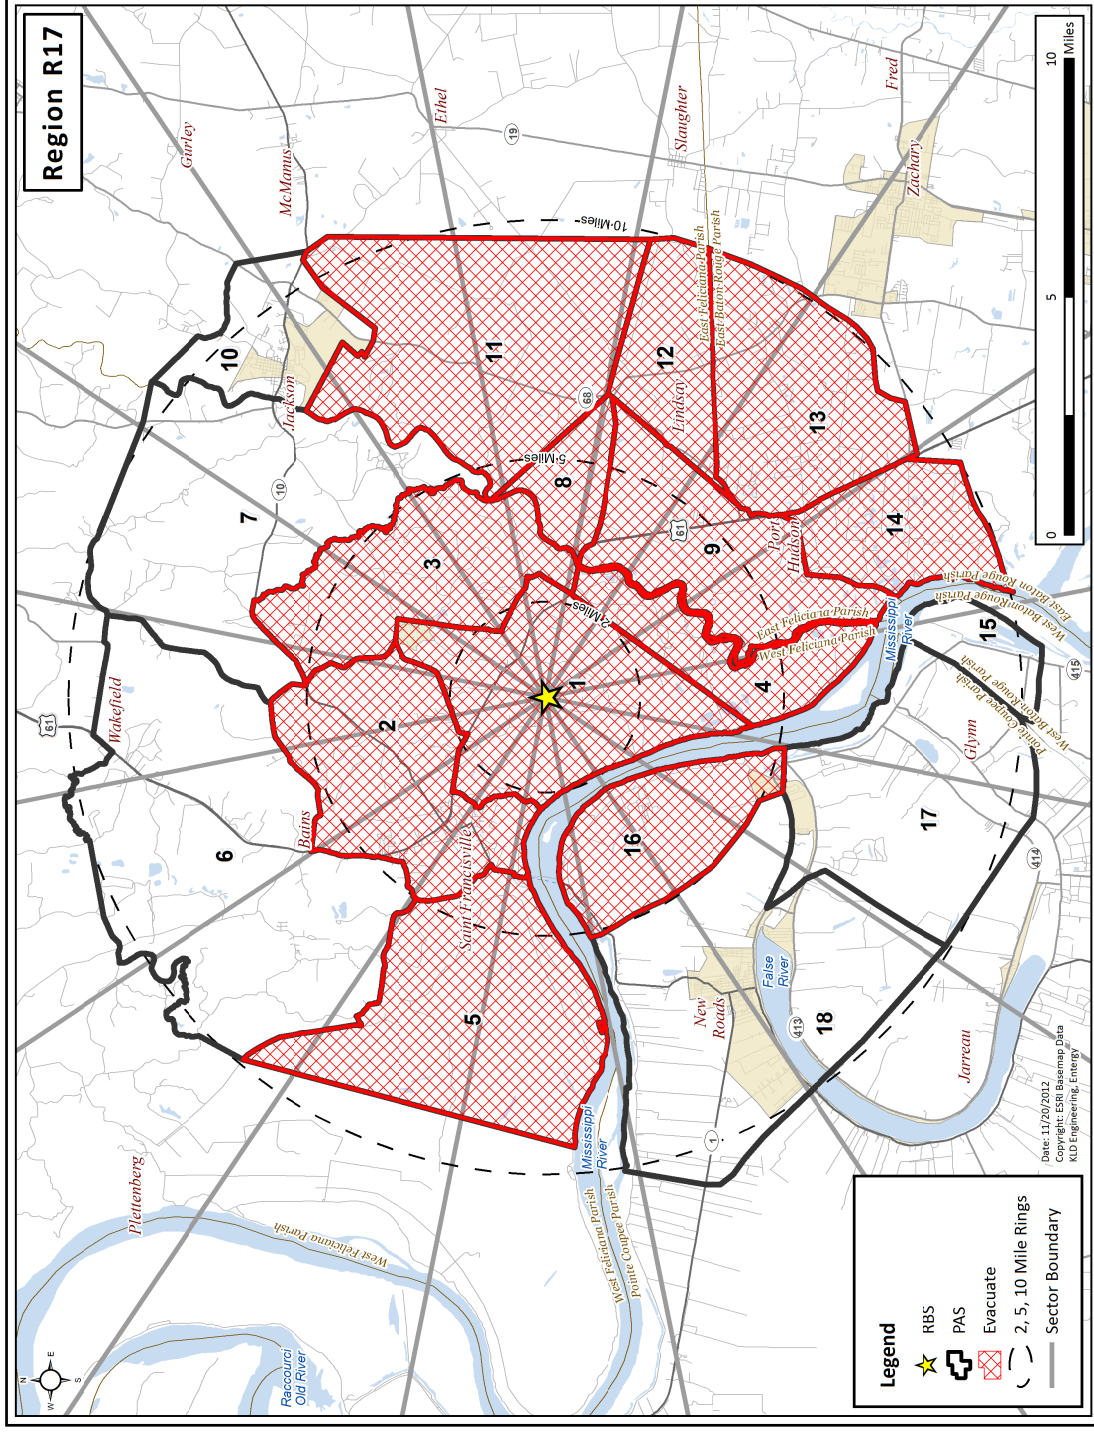 Region R17
Gurley
McManus
Ethel
19
Slaughter
Fred
Zachary
10
5
0
Miles
10 Miles
East Feliciana Parish
East Baton Rouge Parish
10
Jackson
11
12
Lindsay
13
68
5 Miles
8
10
7
3
61
9
Port
Hudson
14
2 Miles
East Feliciana Parish
West Feliciana Parish
Mississippi
River
East Baton Rouge Parish
West Baton Rouge Parish
15
415
61
Wakefield
2
1
4
Pointe Coupee Parish
West Baton Rouge Parish
Glynn
6
Bains
Saint Francisville
16
17
414
5
New
Roads
False
River
413
18
Jarreau
1
Plettenberg
West Feliciana Parish
Mississippi
River
West Feliciana Parish
Pointe Coupee Parish
Raccourci
Old River
N
E
S
W
Date: 11/20/2012
Copyright: ESRI Basemap Data
KLD Engineering, Entergy
Legend
RBS
PAS
Evacuate
2, 5, 10 Mile Rings
Sector Boundary